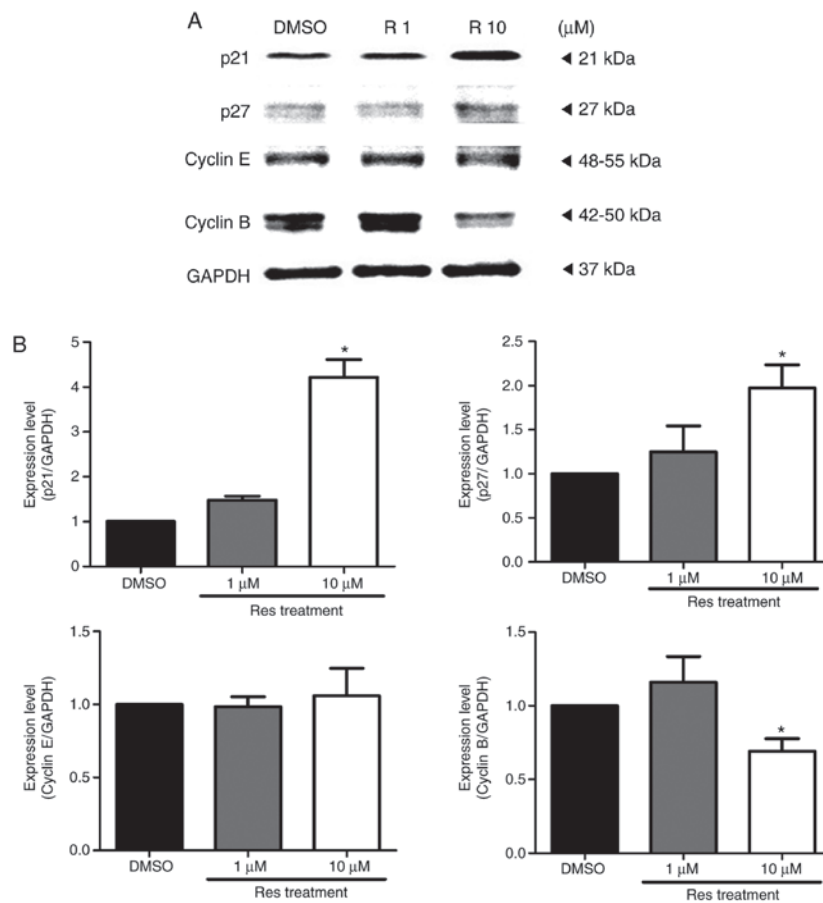 A
DMSO R 1 R 10 (μM)
p21 ◄ 21 kDa
p27 ◄ 27 kDa
Cyclin E ◄ 48-55 kDa
Cyclin B ◄ 42-50 kDa
GAPDH ◄ 37 kDa
B
Expression level
(p21/GAPDH)
5
4
3
2
1
0
*
DMSO 1 μM 10 μM
Res treatment
Expression level
(p27/GAPDH)
2.5
2.0
1.5
1.0
0.5
0.0
*
DMSO 1 μM 10 μM
Res treatment
Expression level
(Cyclin E/GAPDH)
1.5
1.0
0.5
0.0
DMSO 1 μM 10 μM
Res treatment
Expression level
(Cyclin B/GAPDH)
1.5
1.0
0.5
0.0
*
DMSO 1 μM 10 μM
Res treatment